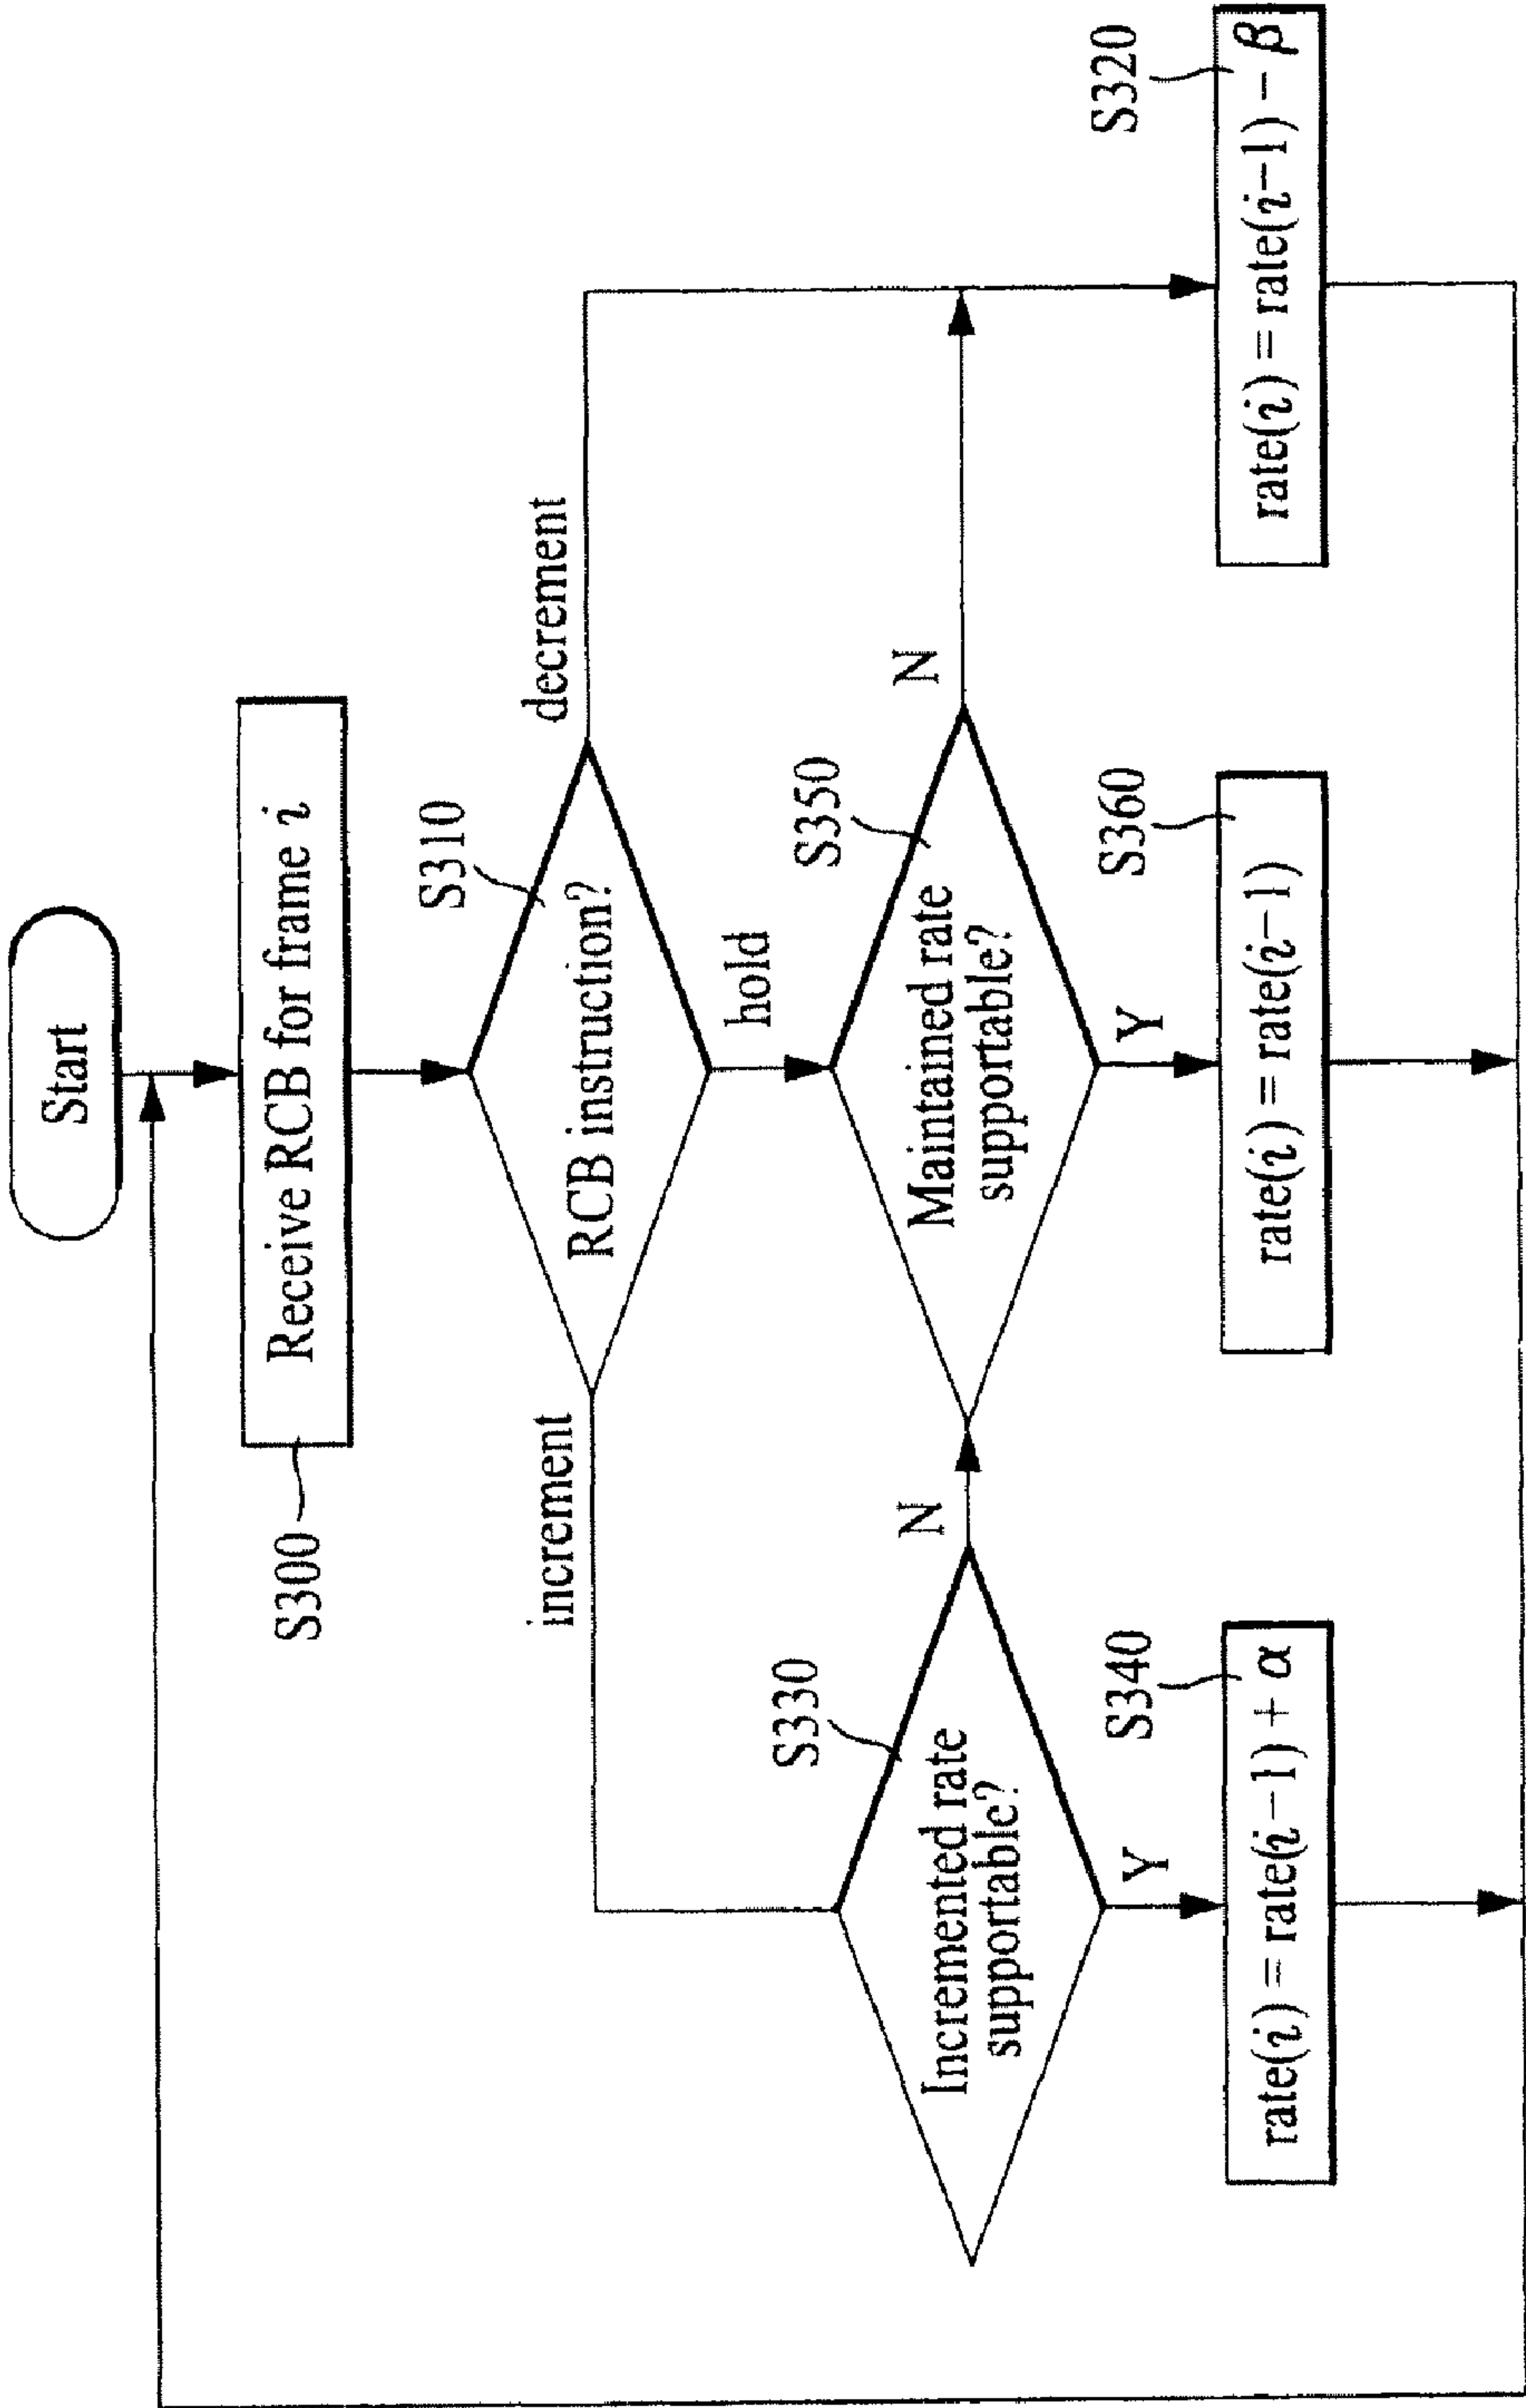 Start
S300
Receive RCB for frame i
S310
RCB instruction?
increment
decrement
hold
S330
Incremented rate
supportable?
N
Y
S350
Maintained rate
supportable?
N
Y
S340
rate(i) = rate(i−1) + α
S360
rate(i) = rate(i−1)
S320
rate(i) = rate(i−1) − β